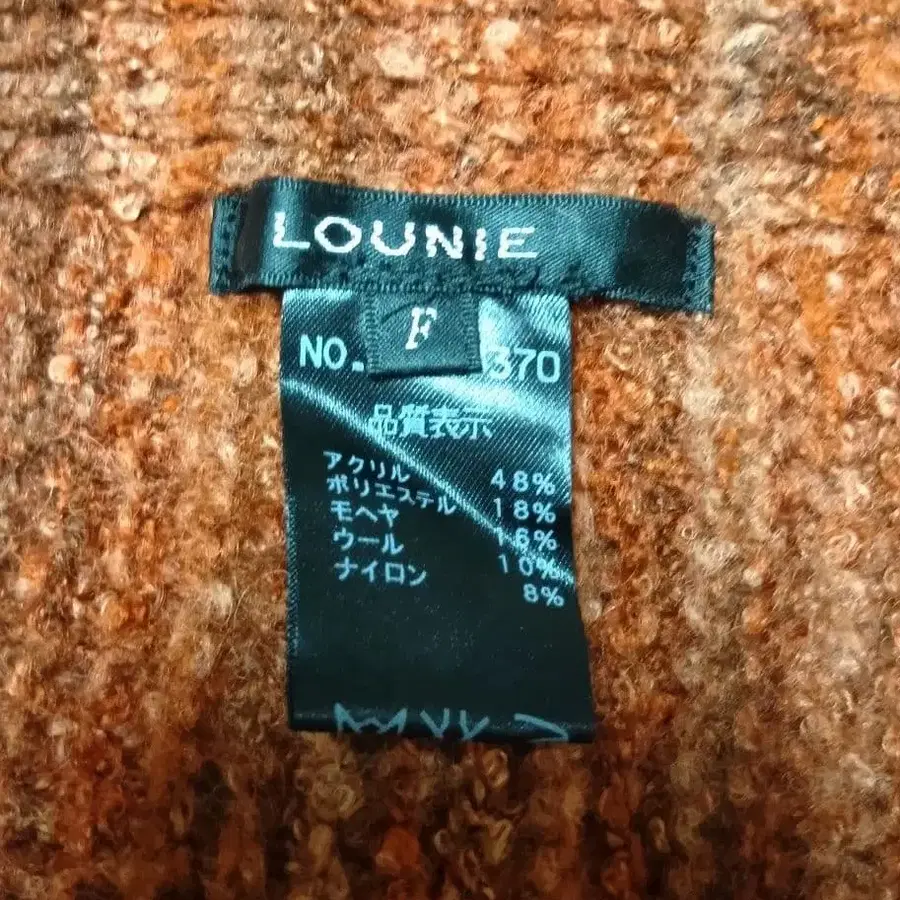 LOUNIE
F
NO. 370
品質表示
アクリル 48%
ポリエステル 18%
モヘヤ 16%
ウール 10%
ナイロン 8%